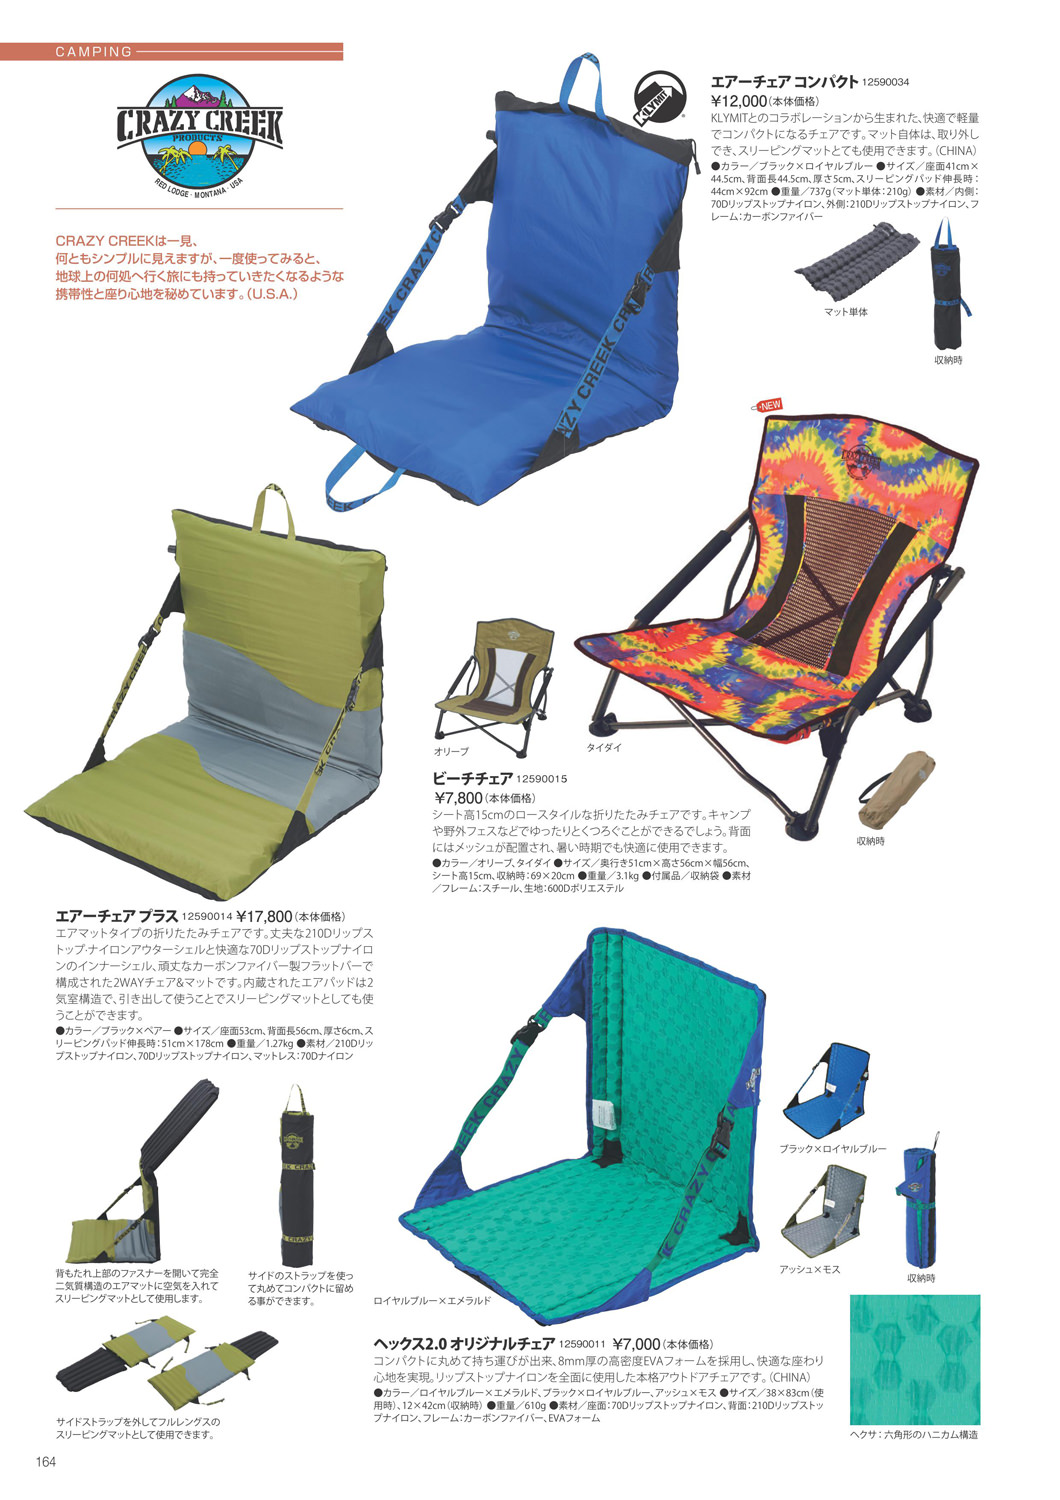 CAMPING
CRAZY CREEK
PRODUCTS
RED LODGE · MONTANA · USA
CRAZY CREEKは一見、
何ともシンプルに見えますが、一度使ってみると、
地球上の何処へ行く旅にも持っていきたくなるような
携帯性と座り心地を秘めています。（U.S.A.）
KLYMIT
エアーチェア コンパクト 12590034
¥12,000（本体価格）
KLYMITとのコラボレーションから生まれた、快適で軽量
でコンパクトになるチェアです。マット自体は、取り外し
でき、スリーピングマットとても使用できます。（CHINA）
●カラー／ブラック×ロイヤルブルー ●サイズ／座面41cm×
44.5cm、背面長44.5cm、厚さ5cm、スリーピングパッド伸長時：
44cm×92cm ●重量／737g（マット単体：210g） ●素材／内側：
70Dリップストップナイロン、外側：210Dリップストップナイロン、フ
レーム：カーボンファイバー
マット単体
収納時
NEW
オリーブ
タイダイ
ビーチチェア 12590015
¥7,800（本体価格）
シート高15cmのロースタイルな折りたたみチェアです。キャンプ
や野外フェスなどでゆったりとくつろぐことができるでしょう。背面
にはメッシュが配置され、暑い時期でも快適に使用できます。
●カラー／オリーブ、タイダイ ●サイズ／奥行き51cm×高さ56cm×幅56cm、
シート高15cm、収納時：69×20cm ●重量／3.1kg ●付属品／収納袋 ●素材
／フレーム：スチール、生地：600Dポリエステル
収納時
エアーチェア プラス 12590014 ¥17,800（本体価格）
エアマットタイプの折りたたみチェアです。丈夫な210Dリップス
トップ・ナイロンアウターシェルと快適な70Dリップストップナイロ
ンのインナーシェル、頑丈なカーボンファイバー製フラットバーで
構成された2WAYチェア&マットです。内蔵されたエアパッドは2
気室構造で、引き出して使うことでスリーピングマットとしても使
うことができます。
●カラー／ブラック×ペアー ●サイズ／座面53cm、背面長56cm、厚さ6cm、ス
リーピングパッド伸長時：51cm×178cm ●重量／1.27kg ●素材／210Dリッ
プストップナイロン、70Dリップストップナイロン、マットレス：70Dナイロン
背もたれ上部のファスナーを開いて完全
二気質構造のエアマットに空気を入れて
スリーピングマットとして使用します。
サイドのストラップを使っ
て丸めてコンパクトに留め
る事ができます。
サイドストラップを外してフルレングスの
スリーピングマットとして使用できます。
ロイヤルブルー×エメラルド
ブラック×ロイヤルブルー
アッシュ×モス
収納時
ヘックス2.0 オリジナルチェア 12590011 ¥7,000（本体価格）
コンパクトに丸めて持ち運びが出来、8mm厚の高密度EVAフォームを採用し、快適な座わり
心地を実現。リップストップナイロンを全面に使用した本格アウトドアチェアです。（CHINA）
●カラー／ロイヤルブルー×エメラルド、ブラック×ロイヤルブルー、アッシュ×モス ●サイズ／38×83cm（使
用時）、12×42cm（収納時） ●重量／610g ●素材／座面：70Dリップストップナイロン、背面：210Dリップストッ
プナイロン、フレーム：カーボンファイバー、EVAフォーム
ヘクサ：六角形のハニカム構造
164